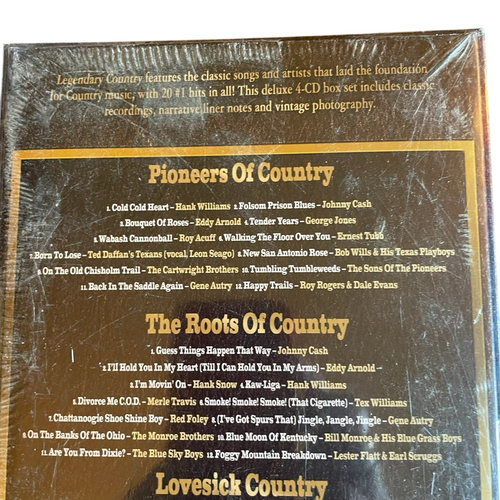 Legendary Country features the classic songs and artists that laid the foundation
for Country music, with 20 #1 hits in all! This deluxe 4-CD box set includes classic
recordings, narrative liner notes and vintage photography.
Pioneers Of Country
1. Cold Cold Heart – Hank Williams 2. Folsom Prison Blues – Johnny Cash
3. Bouquet Of Roses – Eddy Arnold 4. Tender Years – George Jones
5. Wabash Cannonball – Roy Acuff 6. Walking The Floor Over You – Ernest Tubb
7. Born To Lose – Ted Daffan's Texans (vocal, Leon Seago) 8. New San Antonio Rose – Bob Wills & His Texas Playboys
9. On The Old Chisholm Trail – The Cartwright Brothers 10. Tumbling Tumbleweeds – The Sons Of The Pioneers
11. Back In The Saddle Again – Gene Autry 12. Happy Trails – Roy Rogers & Dale Evans
The Roots Of Country
1. Guess Things Happen That Way – Johnny Cash
2. I'll Hold You In My Heart (Till I Can Hold You In My Arms) – Eddy Arnold
3. I'm Movin' On – Hank Snow 4. Kaw-Liga – Hank Williams
5. Divorce Me C.O.D. – Merle Travis 6. Smoke! Smoke! Smoke! (That Cigarette) – Tex Williams
7. Chattanoogie Shoe Shine Boy – Red Foley 8. (I've Got Spurs That) Jingle, Jangle, Jingle – Gene Autry
9. On The Banks Of The Ohio – The Monroe Brothers 10. Blue Moon Of Kentucky – Bill Monroe & His Blue Grass Boys
11. Are You From Dixie? – The Blue Sky Boys 12. Foggy Mountain Breakdown – Lester Flatt & Earl Scruggs
Lovesick Country